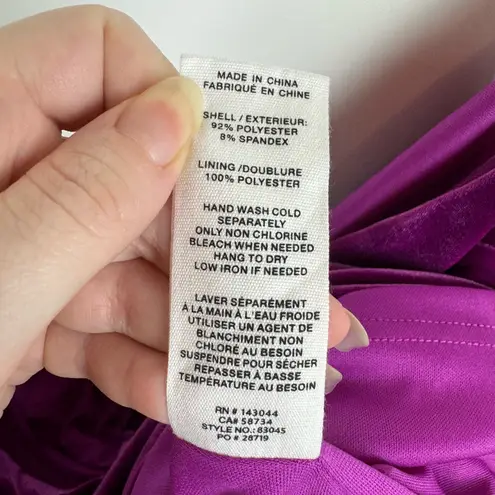 MADE IN CHINA
FABRIQUÉ EN CHINE
SHELL / EXTERIEUR:
92% POLYESTER
8% SPANDEX
LINING /DOUBLURE
100% POLYESTER
HAND WASH COLD
SEPARATELY
ONLY NON CHLORINE
BLEACH WHEN NEEDED
HANG TO DRY
LOW IRON IF NEEDED
LAVER SÉPARÉMENT
À LA MAIN À L'EAU FROIDE
UTILISER UN AGENT DE
BLANCHIMENT NON
CHLORÉ AU BESOIN
SUSPENDRE POUR SÉCHER
REPASSER À BASSE
TEMPÉRATURE AU BESOIN
RN # 143044
CA# 58734
STYLE NO.: 83045
PO # 28719